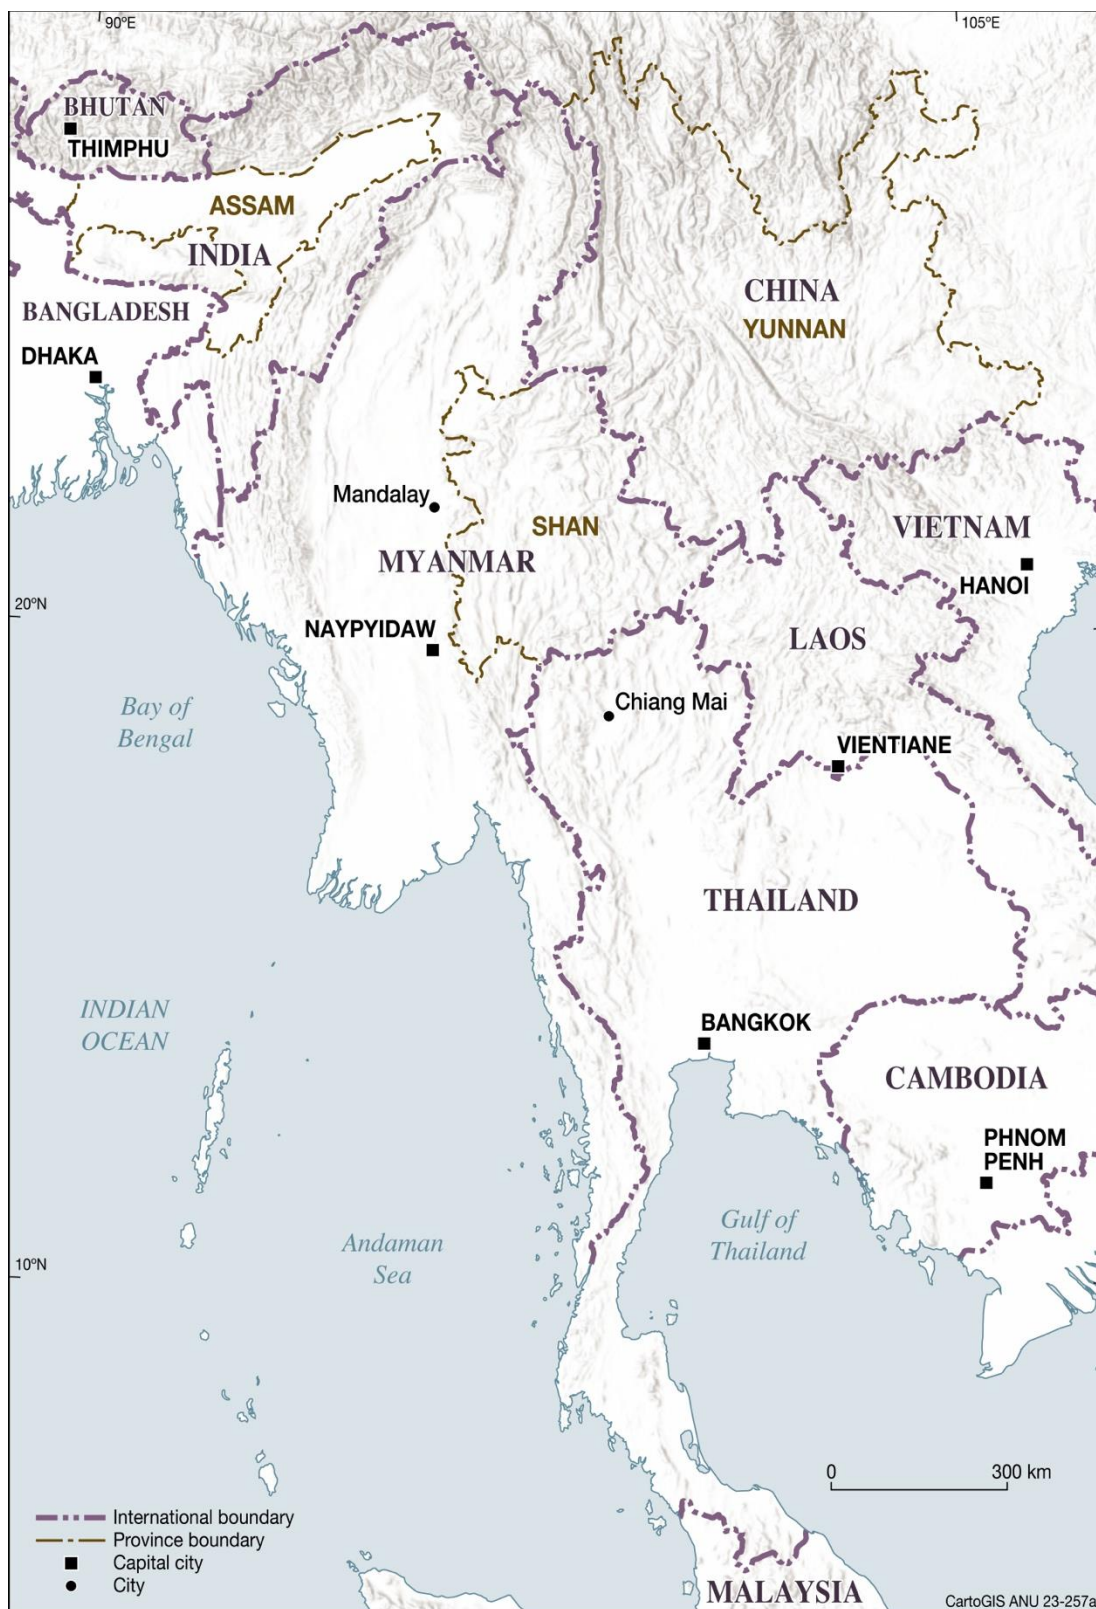 90°E
105°E
BHUTAN
THIMPHU
ASSAM
INDIA
BANGLADESH
DHAKA
CHINA
YUNNAN
Mandalay
SHAN
MYANMAR
VIETNAM
HANOI
20°N
NAYPYIDAW
LAOS
Chiang Mai
Bay of
Bengal
VIENTIANE
THAILAND
INDIAN
OCEAN
BANGKOK
CAMBODIA
PHNOM
PENH
Gulf of
Thailand
Andaman
Sea
10°N
0 300 km
International boundary
Province boundary
Capital city
City
MALAYSIA
CartoGIS ANU 23-257a